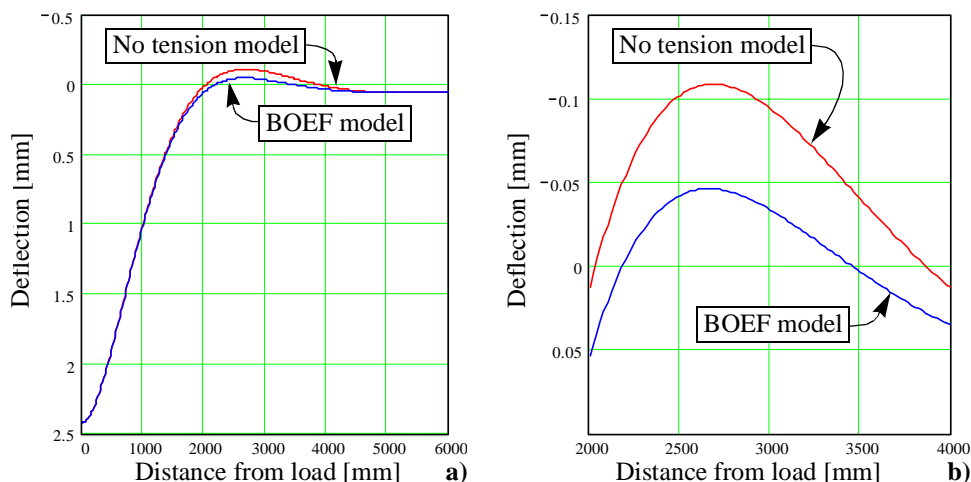 −0.5
0
0.5
1
1.5
2
2.5
0
1000
2000
3000
4000
5000
6000
Deflection [mm]
Distance from load [mm]
No tension model
BOEF model
a)
−0.15
−0.1
−0.05
0
0.05
2000
2500
3000
3500
4000
Deflection [mm]
Distance from load [mm]
No tension model
BOEF model
b)